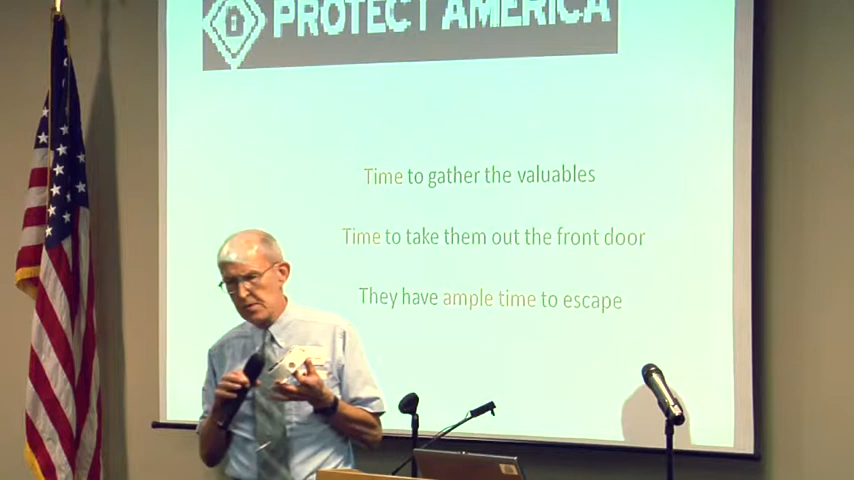 PROTECT AMERICA
Time to gather the valuables
Time to take them out the front door
They have ample time to escape